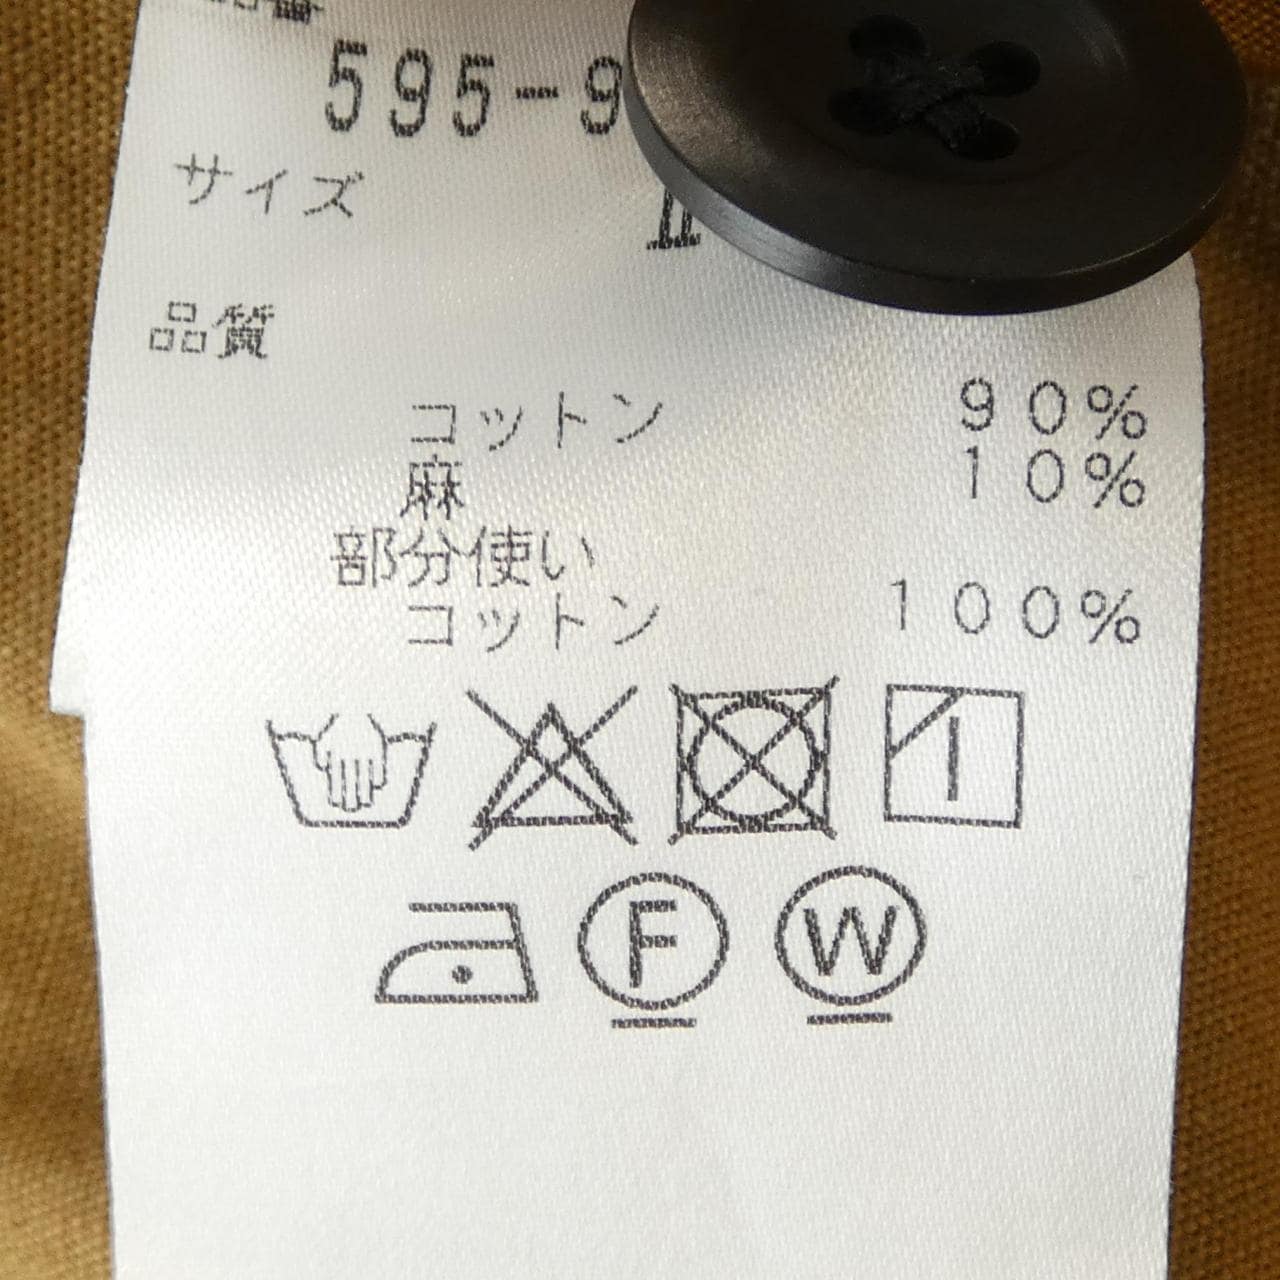 595-9
サイズ
II
品質
コットン 90%
麻 10%
部分使い
コットン 100%
F W